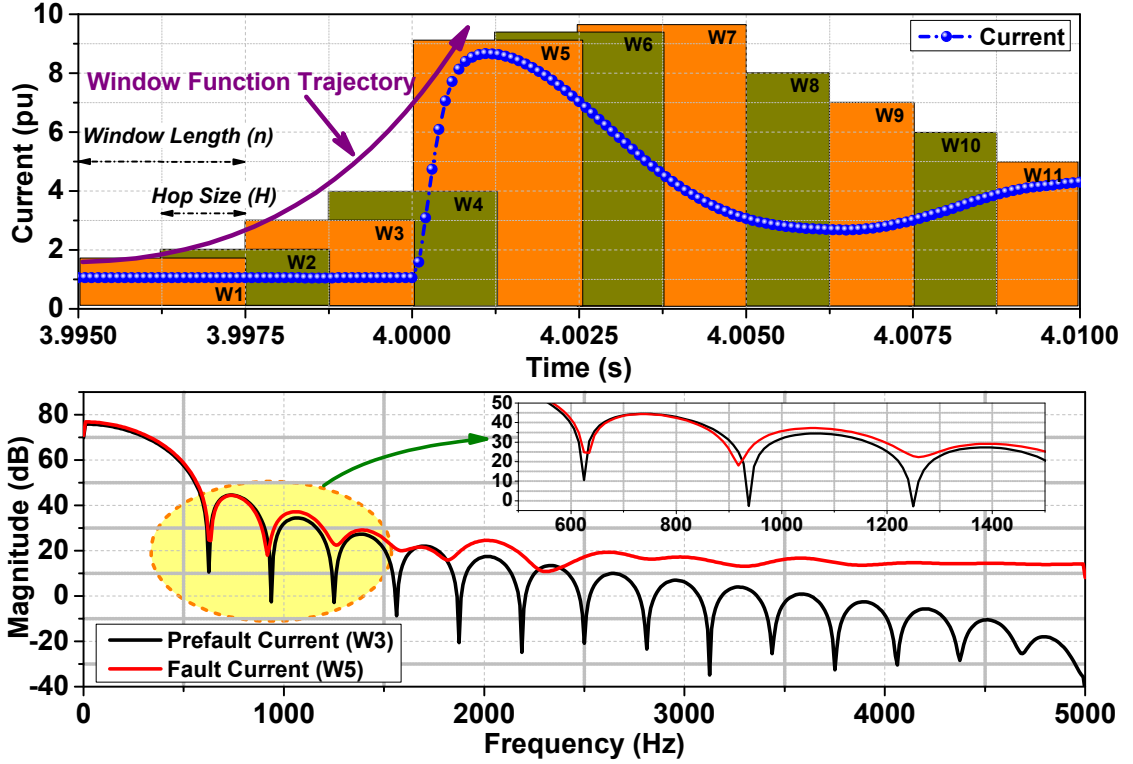 10
8
6
4
2
0
Current (pu)
Window Function Trajectory
Window Length (n)
Hop Size (H)
W1
W2
W3
W4
W5
W6
W7
W8
W9
W10
W11
Current
3.9950 3.9975 4.0000 4.0025 4.0050 4.0075 4.0100
Time (s)
80
60
40
20
0
-20
-40
Magnitude (dB)
50
40
30
20
10
0
600 800 1000 1200 1400
Prefault Current (W3)
Fault Current (W5)
0 1000 2000 3000 4000 5000
Frequency (Hz)